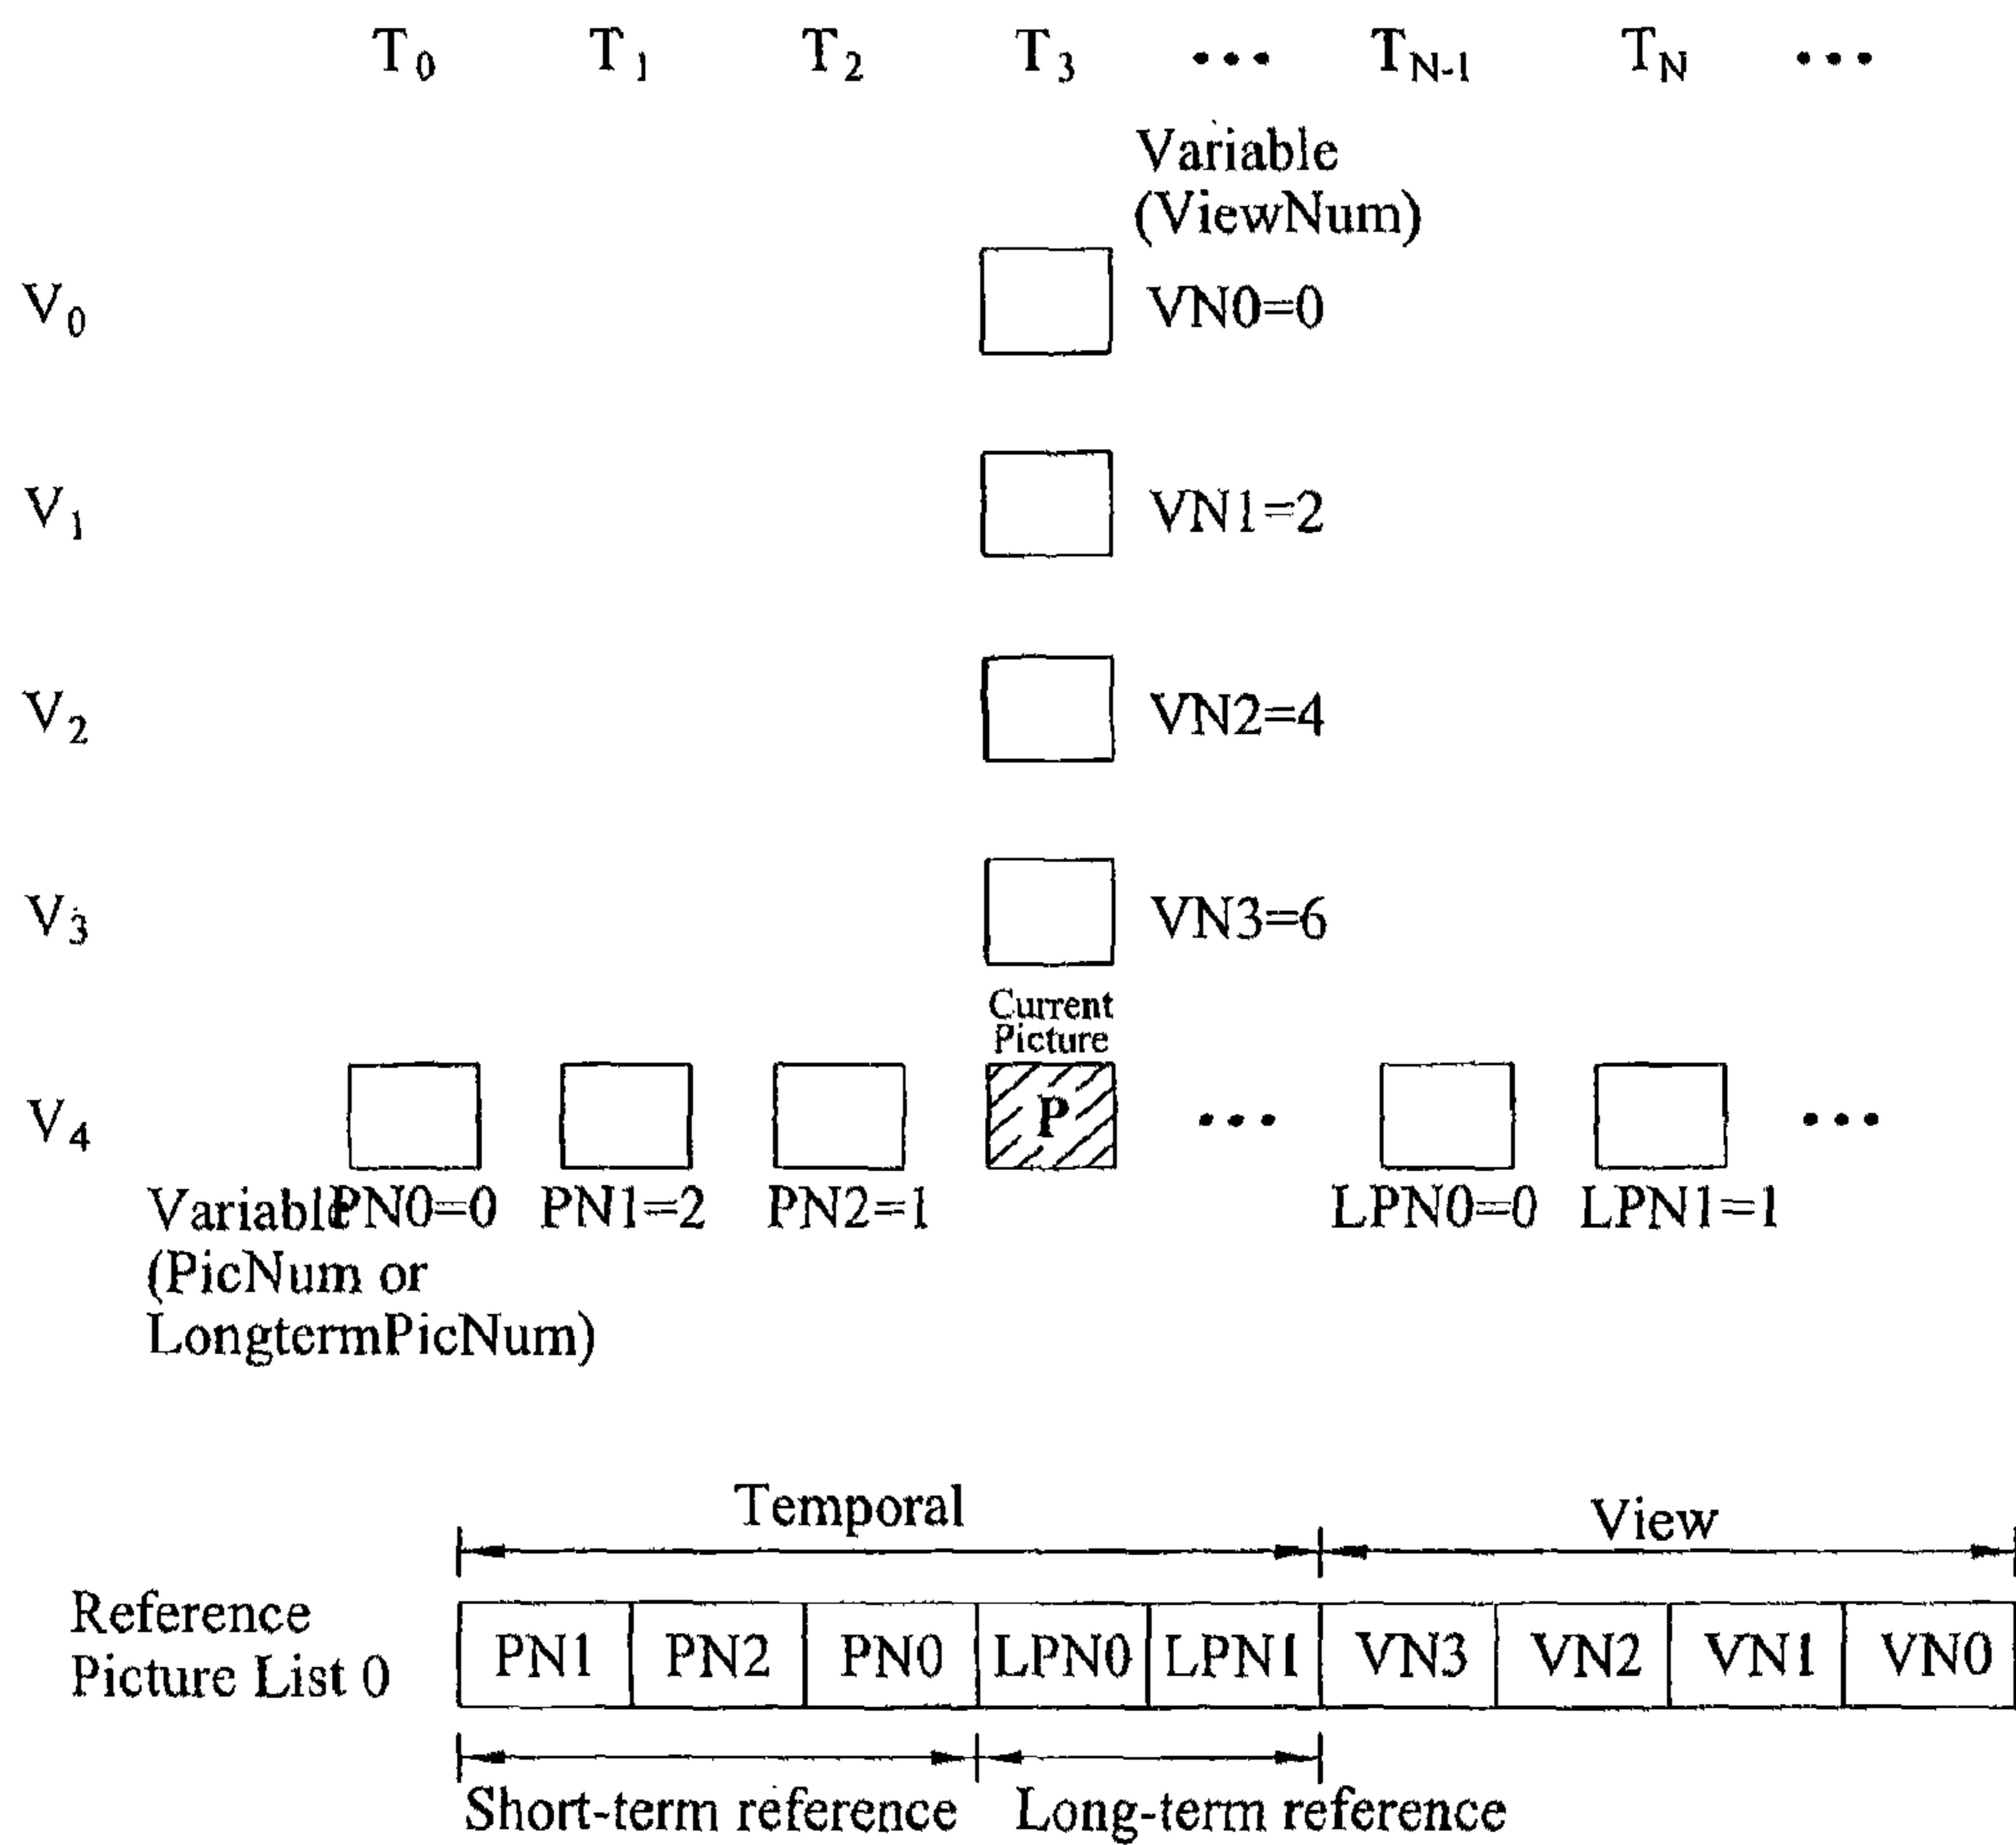 T0 T1 T2 T3 ... TN-1 TN ...
Variable
(ViewNum)
V0 VN0=0
V1 VN1=2
V2 VN2=4
V3 VN3=6
Current
Picture
V4 P ... ...
Variable PN0=0 PN1=2 PN2=1 LPN0=0 LPN1=1
(PicNum or
LongtermPicNum)
Temporal View
Reference
Picture List 0
PN1 PN2 PN0 LPN0 LPN1 VN3 VN2 VN1 VN0
Short-term reference Long-term reference